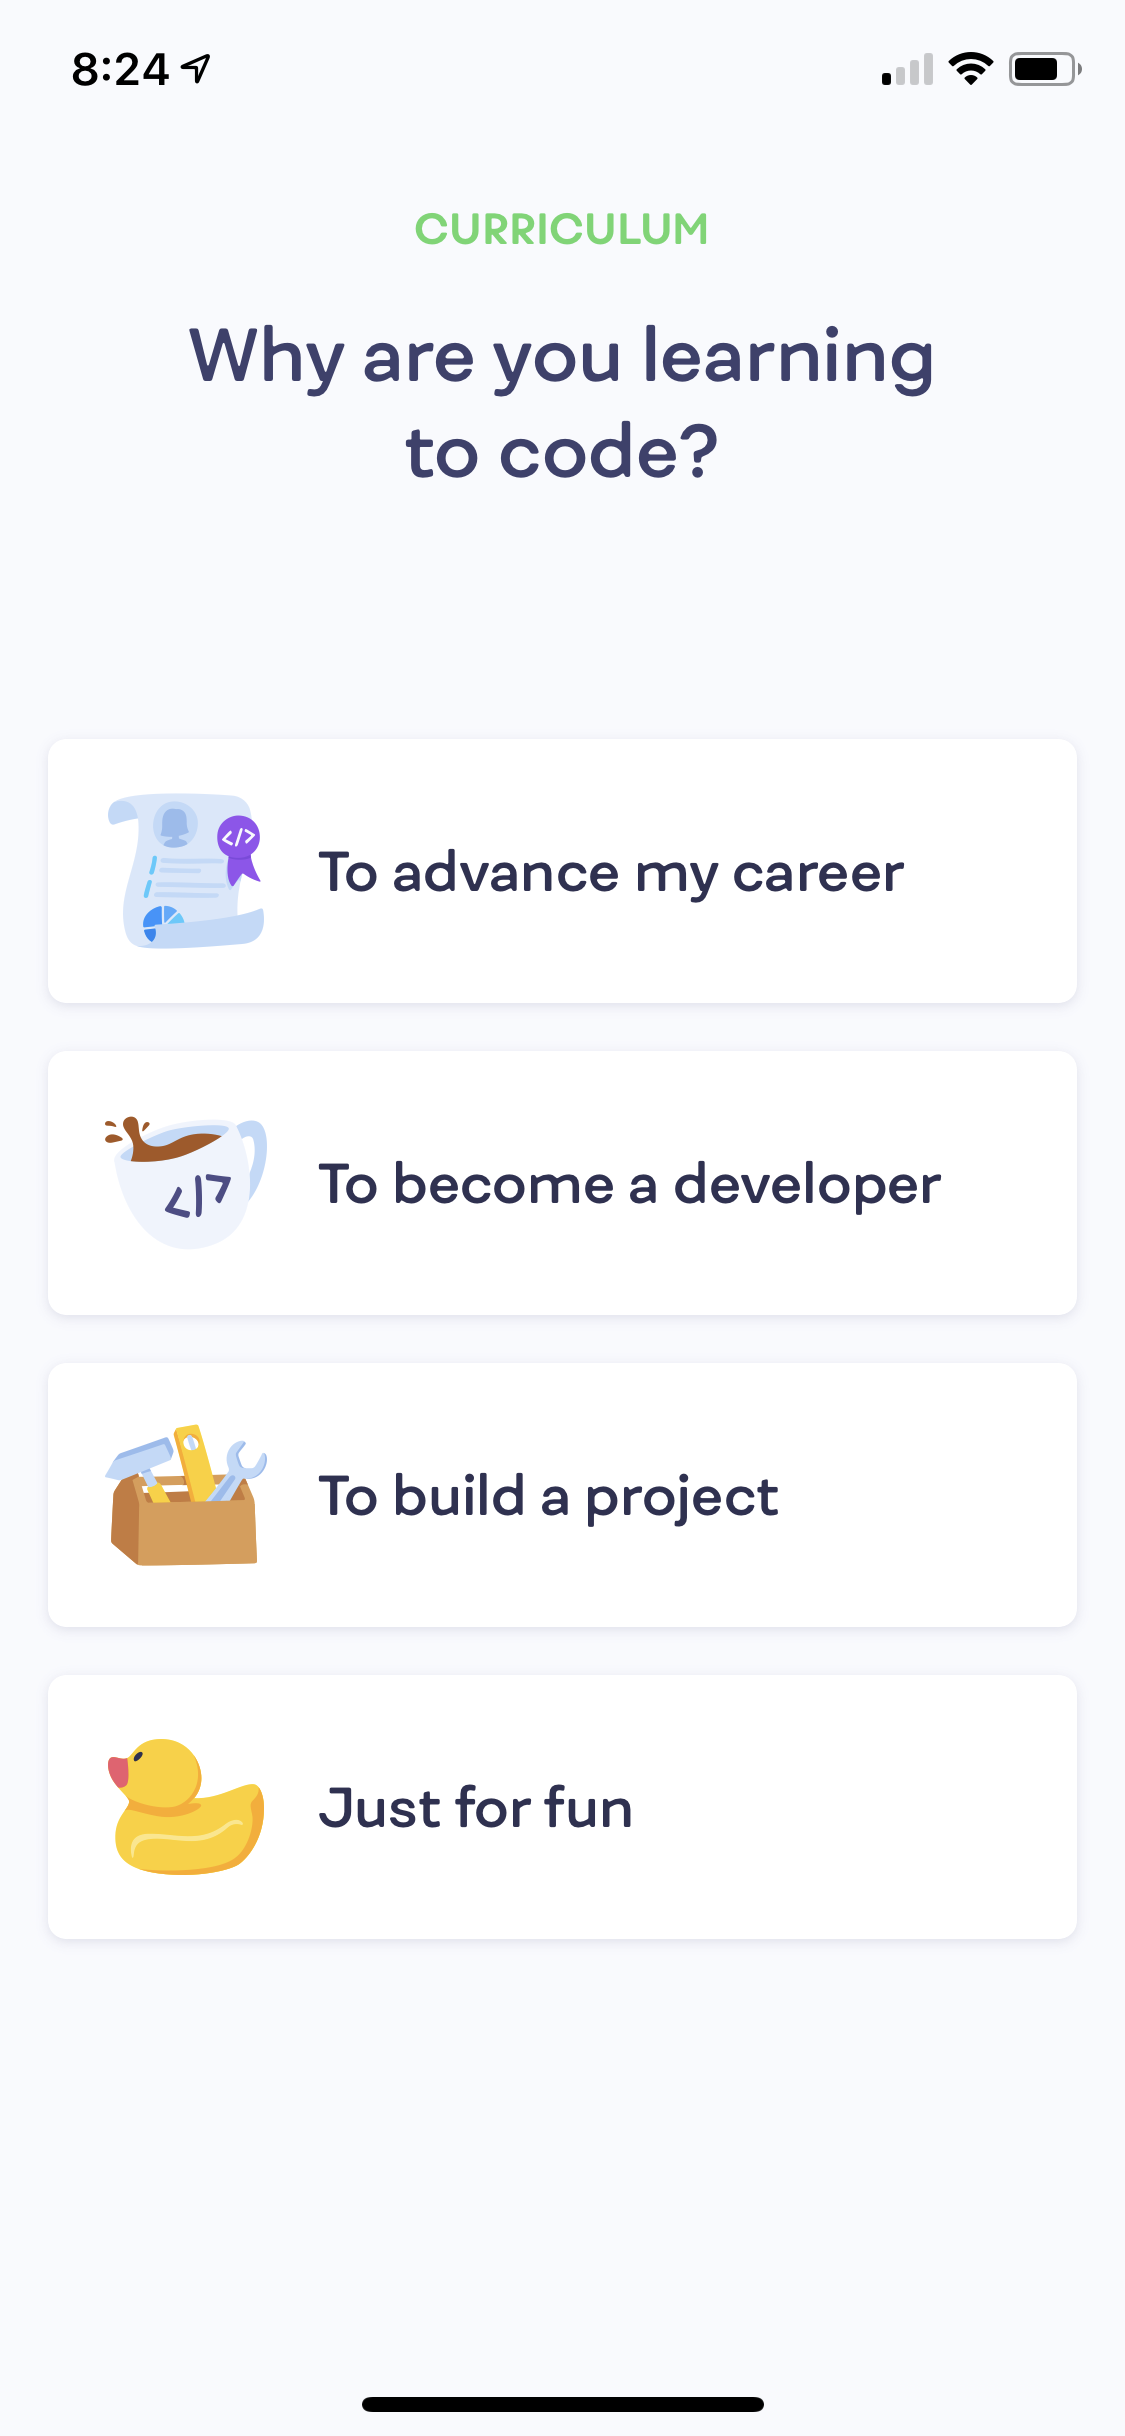 8:24
CURRICULUM
Why are you learning
to code?
</>
To advance my career
</>
To become a developer
To build a project
Just for fun